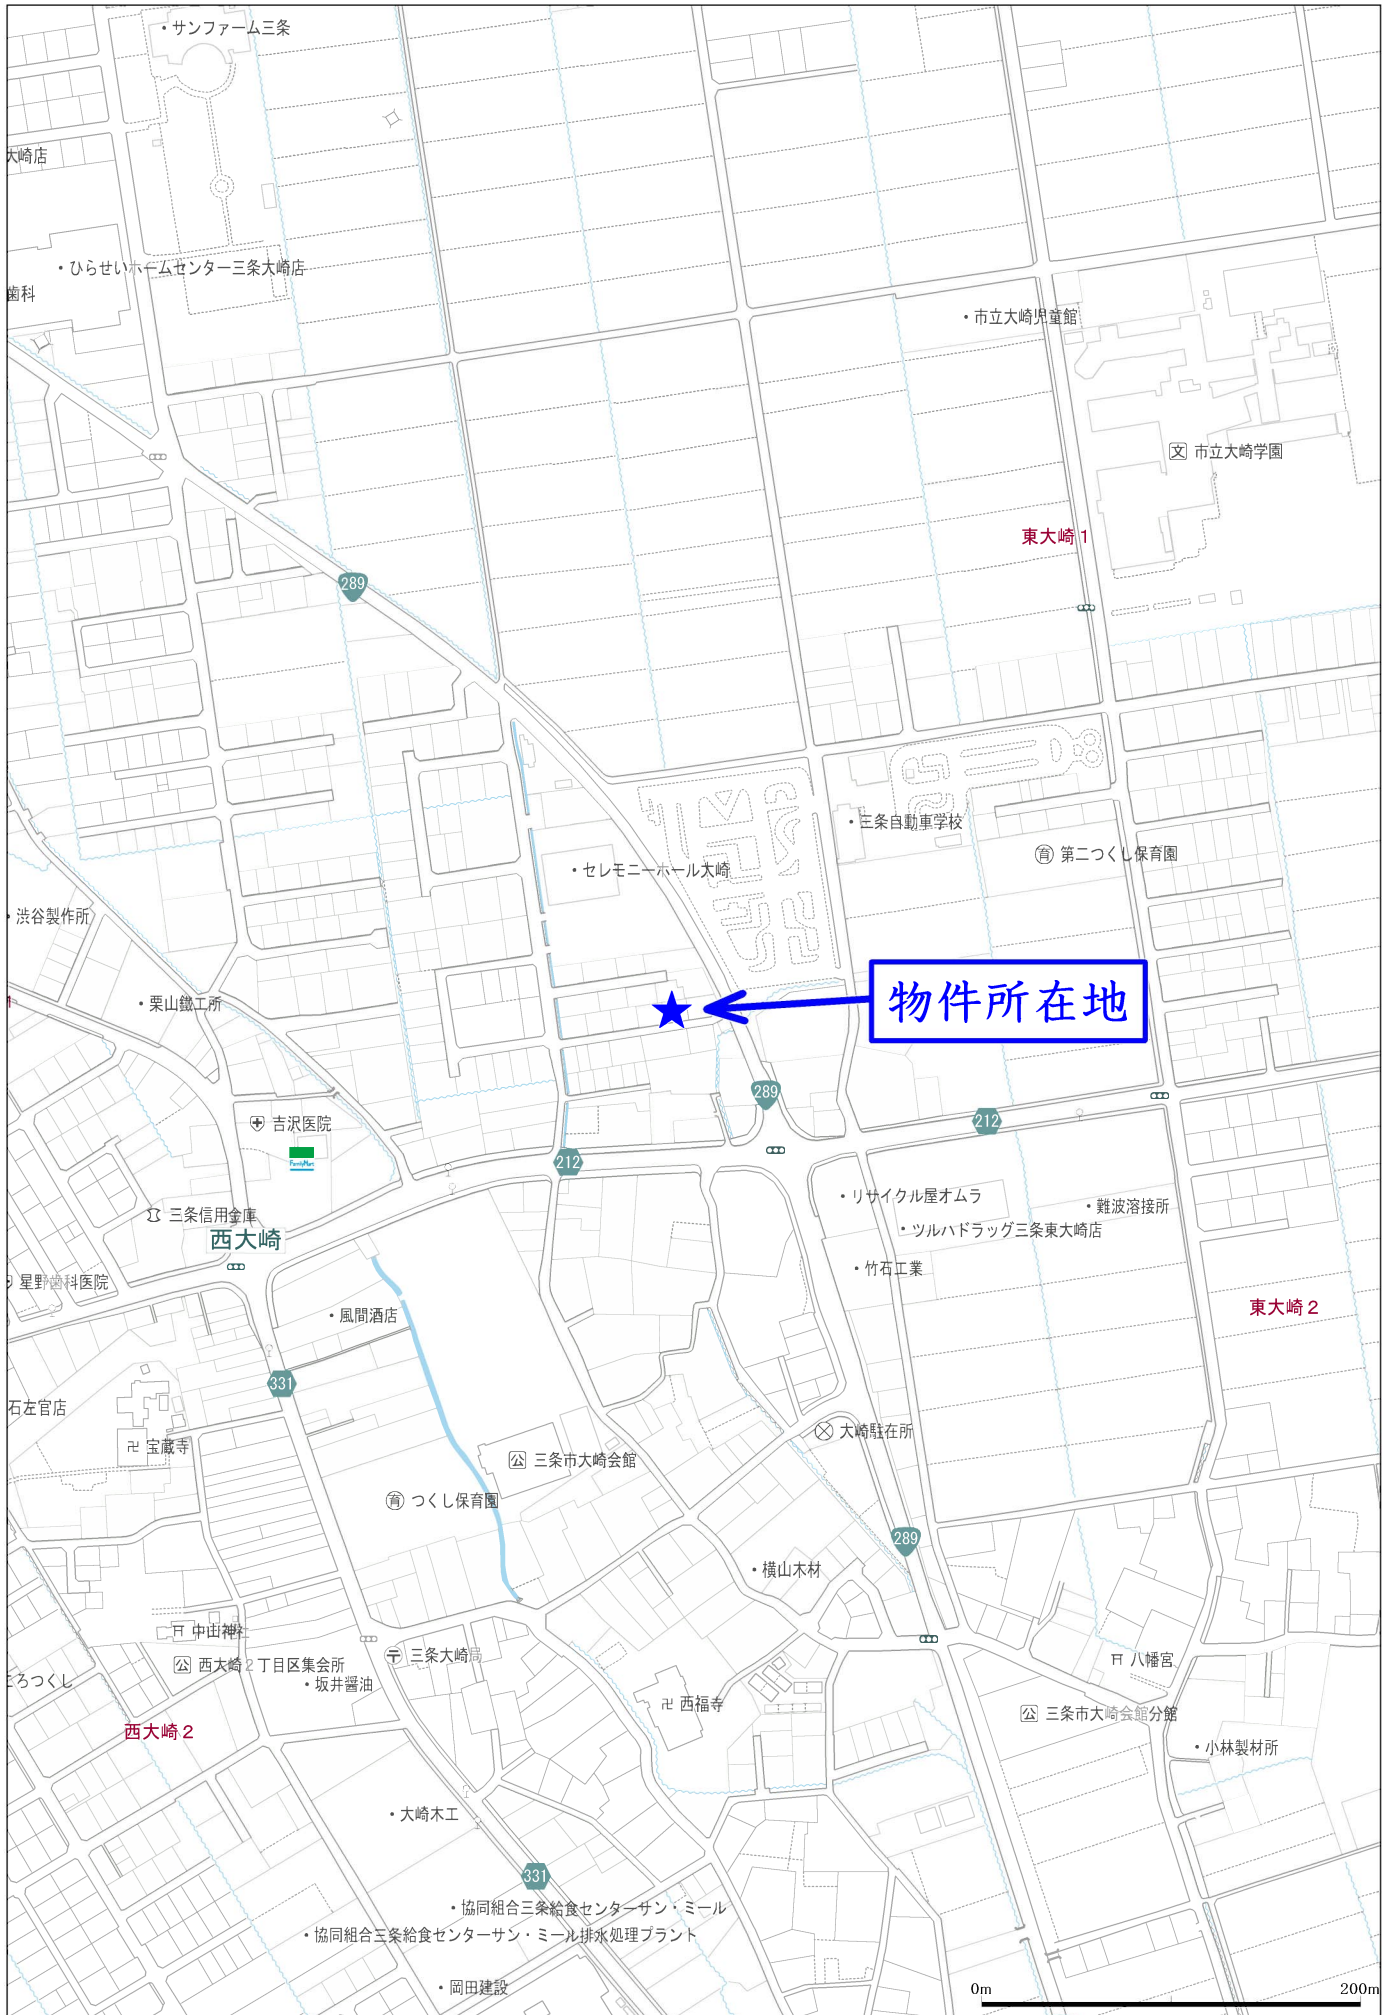 サンファーム三条
大崎店
ひらせいホームセンター三条大崎店
歯科
市立大崎児童館
文 市立大崎学園
東大崎1
289
三条自動車学校
育 第二つくし保育園
セレモニーホール大崎
渋谷製作所
栗山鐵工所
物件所在地
289
吉沢医院
FamilyMart
212
212
リサイクル屋オムラ
難波溶接所
三条信用金庫
ツルハドラッグ三条東大崎店
西大崎
竹石工業
星野歯科医院
東大崎2
風間酒店
331
石左官店
大崎駐在所
卍 宝蔵寺
公 三条市大崎会館
育 つくし保育園
289
横山木材
中山神社
〒 三条大崎局
八幡宮
公 西大崎2丁目区集会所
ころつくし
坂井醤油
卍 西福寺
公 三条市大崎会館分館
西大崎2
小林製材所
大崎木工
331
協同組合三条給食センターサン・ミール
協同組合三条給食センターサン・ミール排水処理プラント
岡田建設
0m 200m